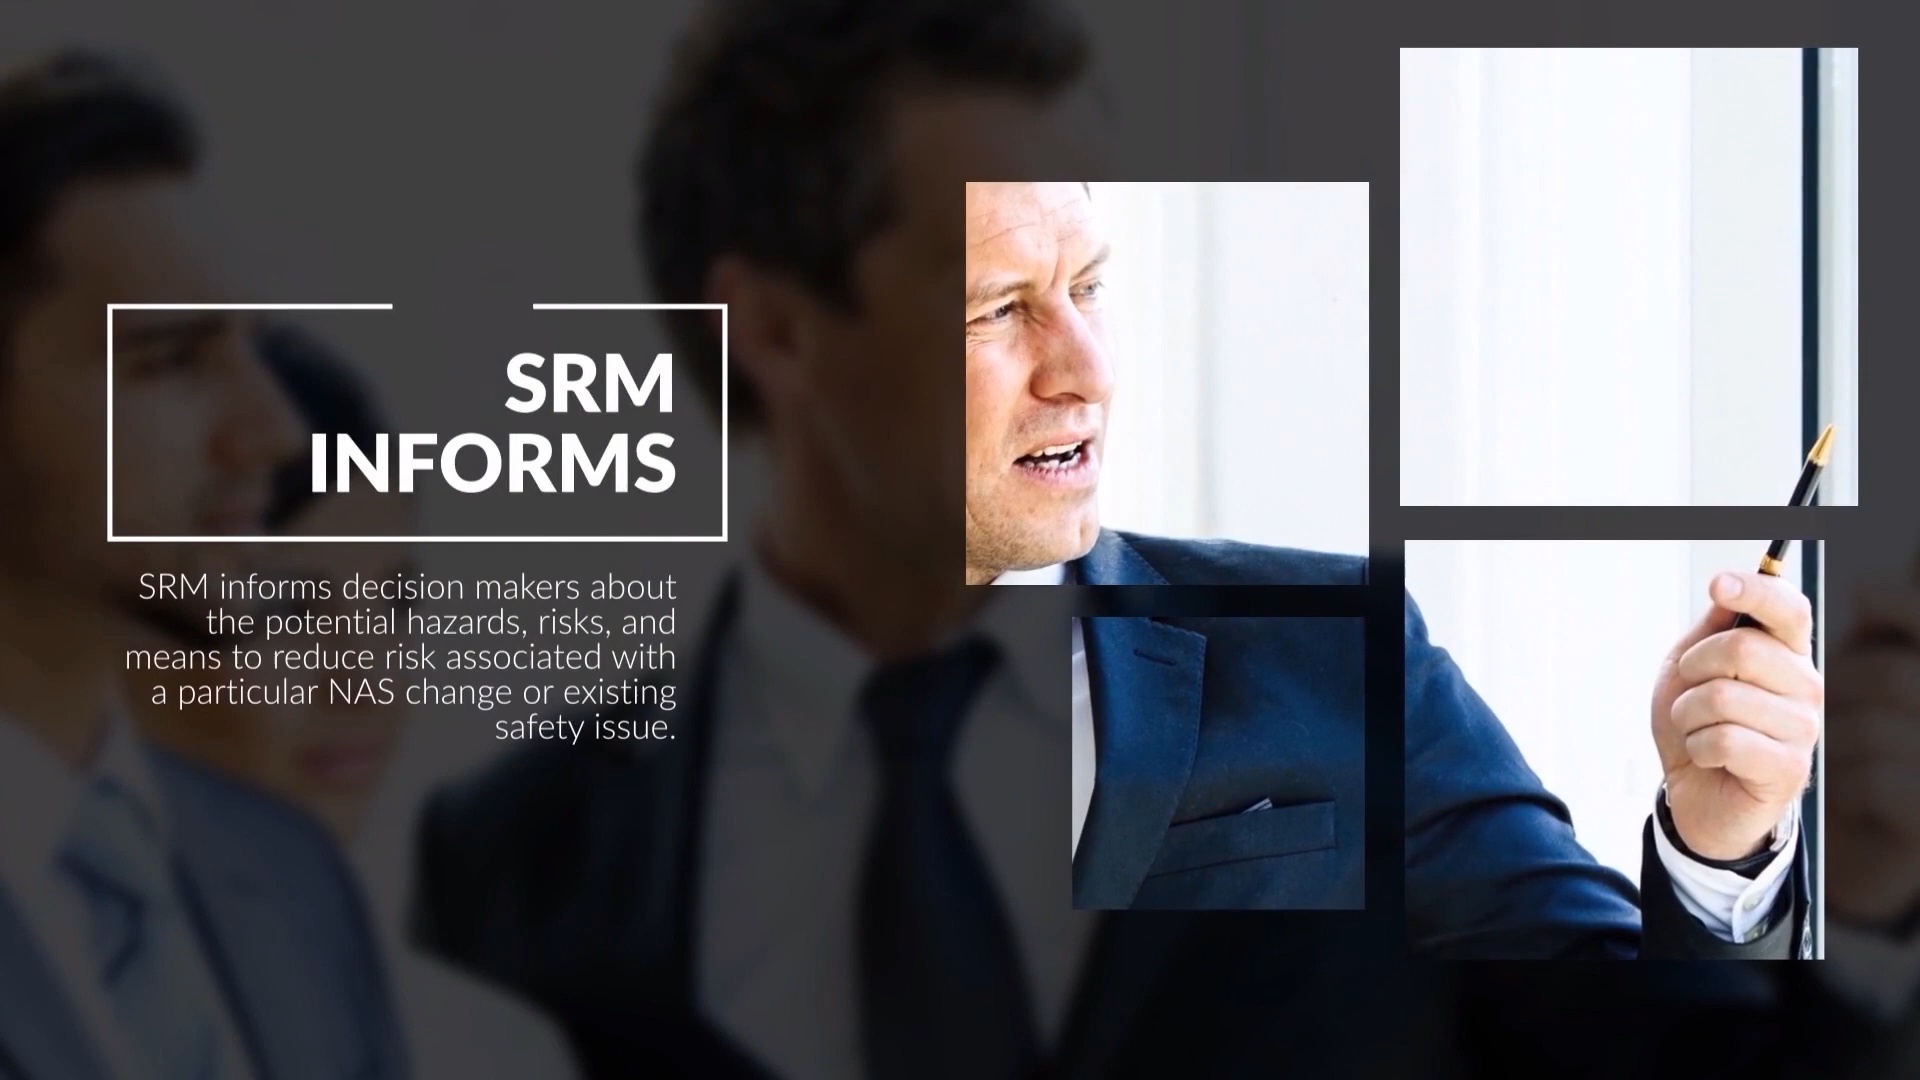 SRM
INFORMS
SRM informs decision makers about
the potential hazards, risks, and
means to reduce risk associated with
a particular NAS change or existing
safety issue.